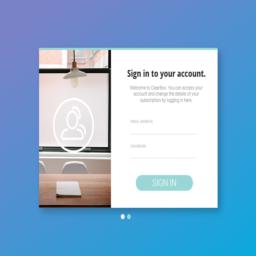 Sign in to your account.
Welcome to ClearBox. You can access your
account and change the details of your
subscription by logging in here.
EMAIL ADDRESS
PASSWORD
SIGN IN